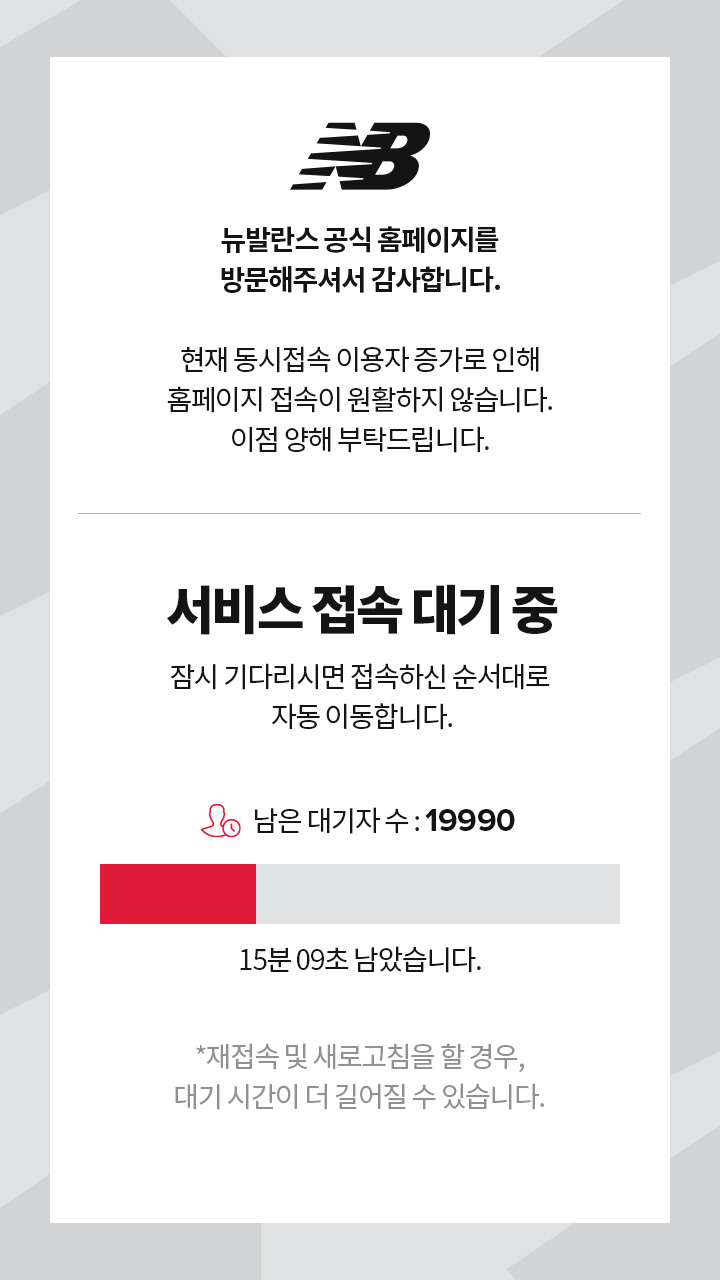 NB
뉴발란스 공식 홈페이지를
방문해주셔서 감사합니다.
현재 동시접속 이용자 증가로 인해
홈페이지 접속이 원활하지 않습니다.
이점 양해 부탁드립니다.
서비스 접속 대기 중
잠시 기다리시면 접속하신 순서대로
자동 이동합니다.
남은 대기자 수 : 19990
15분 09초 남았습니다.
*재접속 및 새로고침을 할 경우,
대기 시간이 더 길어질 수 있습니다.